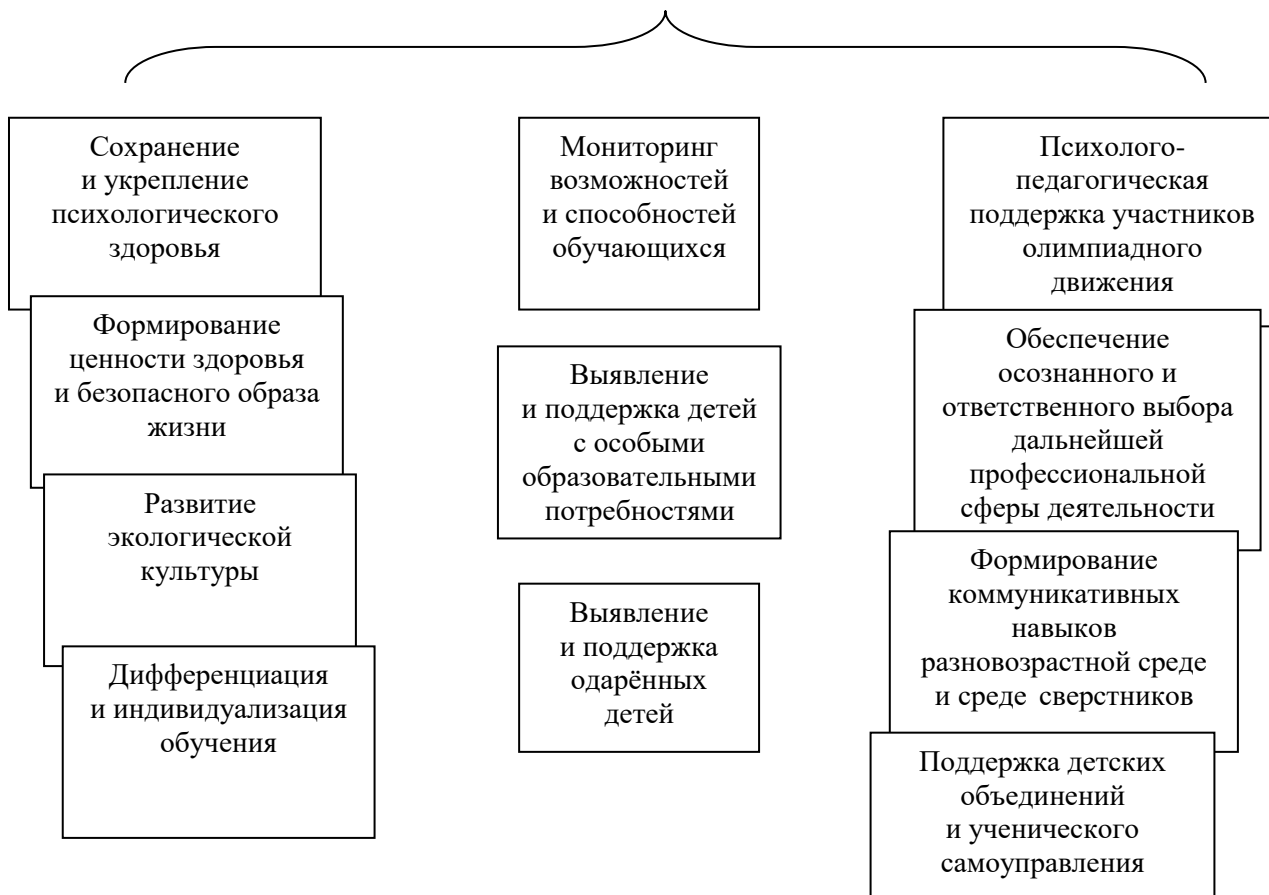 Сохранение
и укрепление
психологического
здоровья
Формирование
ценности здоровья
и безопасного образа
жизни
Развитие
экологической
культуры
Дифференциация
и индивидуализация
обучения
Мониторинг
возможностей
и способностей
обучающихся
Выявление
и поддержка детей
с особыми
образовательными
потребностями
Выявление
и поддержка
одарённых
детей
Психолого-
педагогическая
поддержка участников
олимпиадного
движения
Обеспечение
осознанного и
ответственного выбора
дальнейшей
профессиональной
сферы деятельности
Формирование
коммуникативных
навыков
разновозрастной среде
и среде сверстников
Поддержка детских
объединений
и ученического
самоуправления